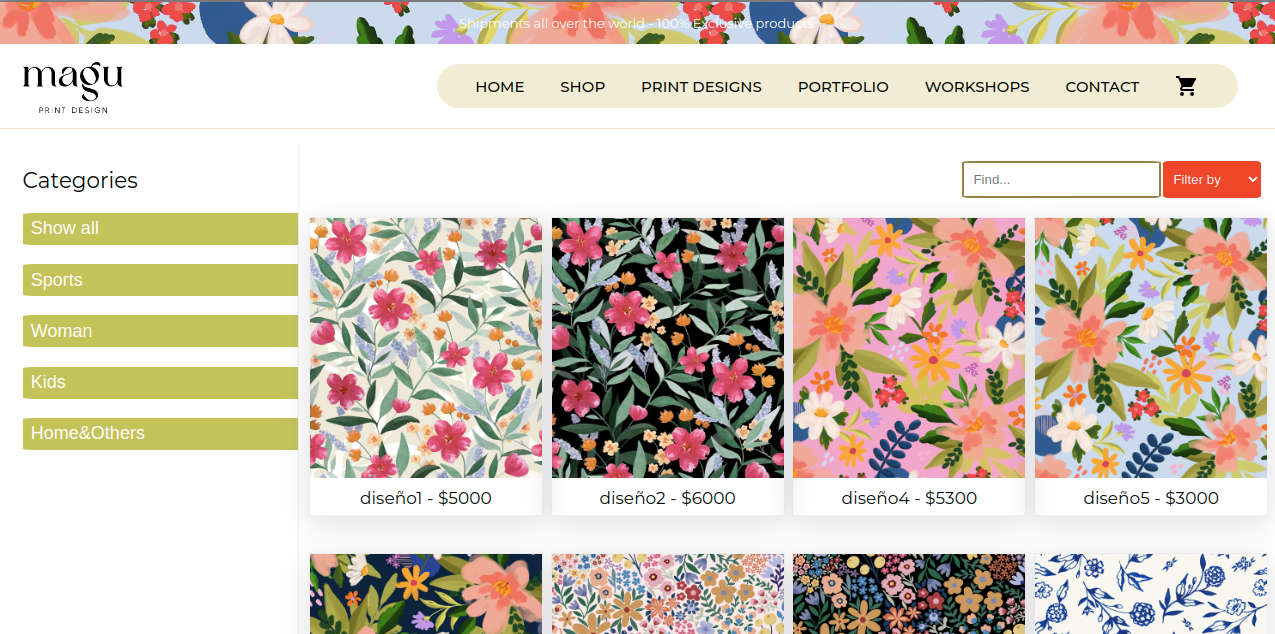 Shipments all over the world - 100% Exclusive products
magu
PRINT DESIGN
HOME SHOP PRINT DESIGNS PORTFOLIO WORKSHOPS CONTACT
Categories
Find...
Filter by
Show all
Sports
Woman
Kids
Home&Others
diseño1 - $5000
diseño2 - $6000
diseño4 - $5300
diseño5 - $3000